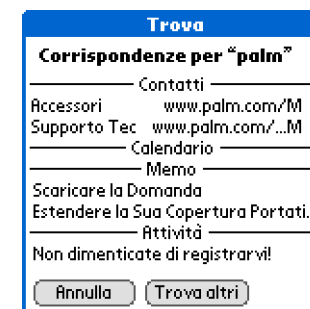 Trova
Corrispondenze per “palm”
Contatti
Accessori www.palm.com/M
Supporto Tec www.palm.com/...M
Calendario
Memo
Scaricare la Domanda
Estendere la Sua Copertura Portati.
Attività
Non dimenticate di registrarvi!
Annulla Trova altri